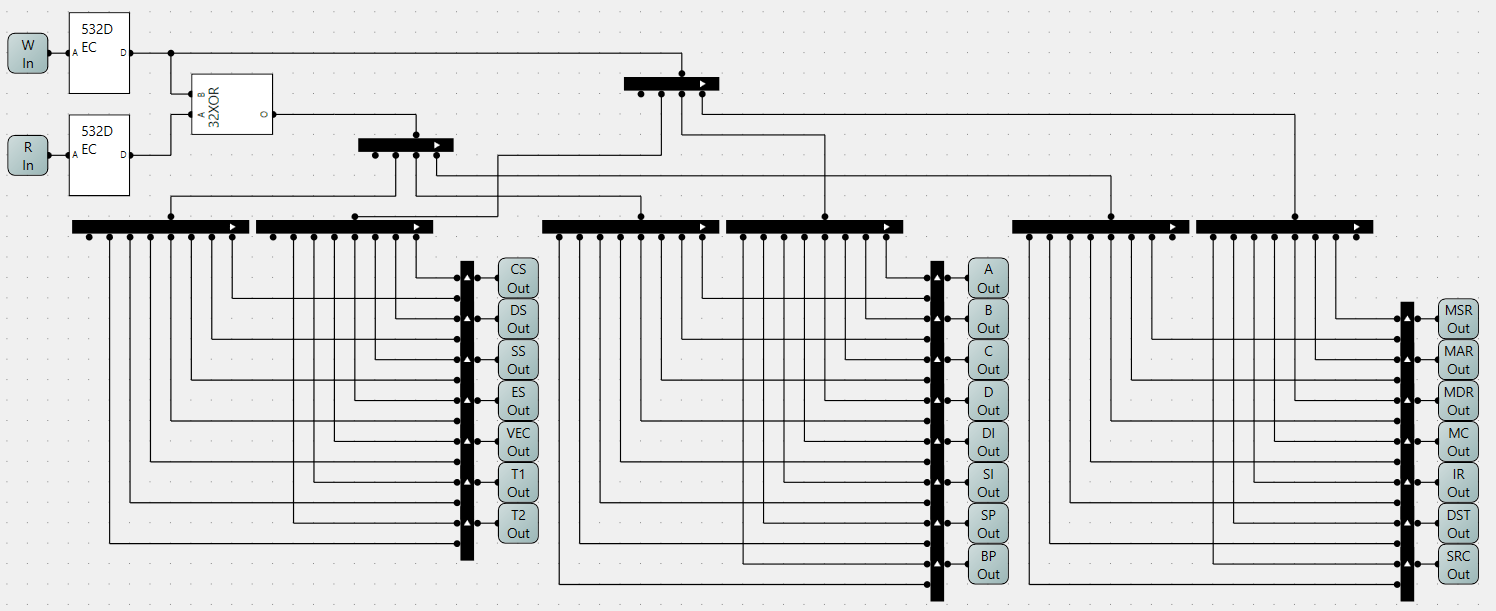 W
In
532D
EC
A
D
B
A
32XOR
O
R
In
532D
EC
A
D
CS
Out
DS
Out
SS
Out
ES
Out
VEC
Out
T1
Out
T2
Out
A
Out
B
Out
C
Out
D
Out
DI
Out
SI
Out
SP
Out
BP
Out
MSR
Out
MAR
Out
MDR
Out
MC
Out
IR
Out
DST
Out
SRC
Out